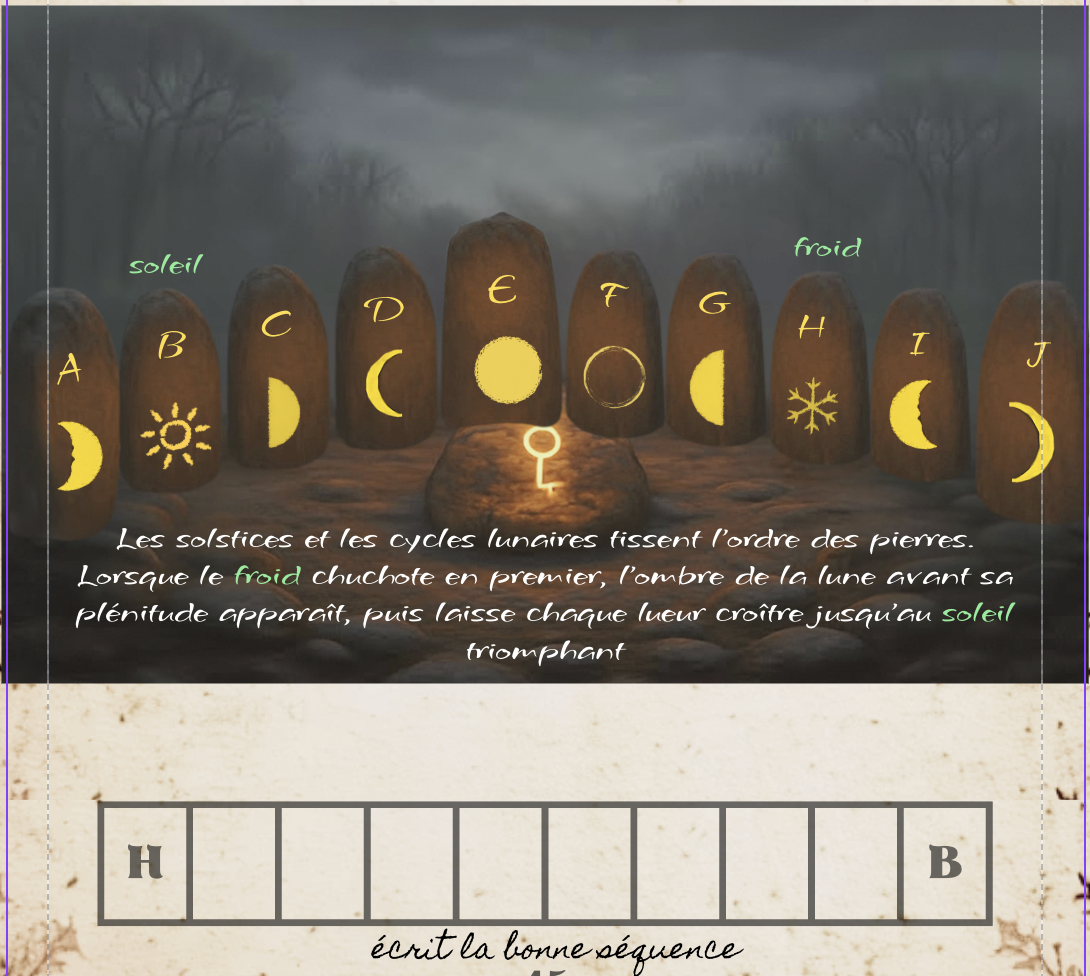 froid
soleil
E
D
F
G
C
H
B
I
J
A
Les solstices et les cycles lunaires tissent l'ordre des pierres.
Lorsque le froid chuchote en premier, l'ombre de la lune avant sa
plénitude apparaît, puis laisse chaque lueur croître jusqu'au soleil
triomphant
H B
écrit la bonne séquence